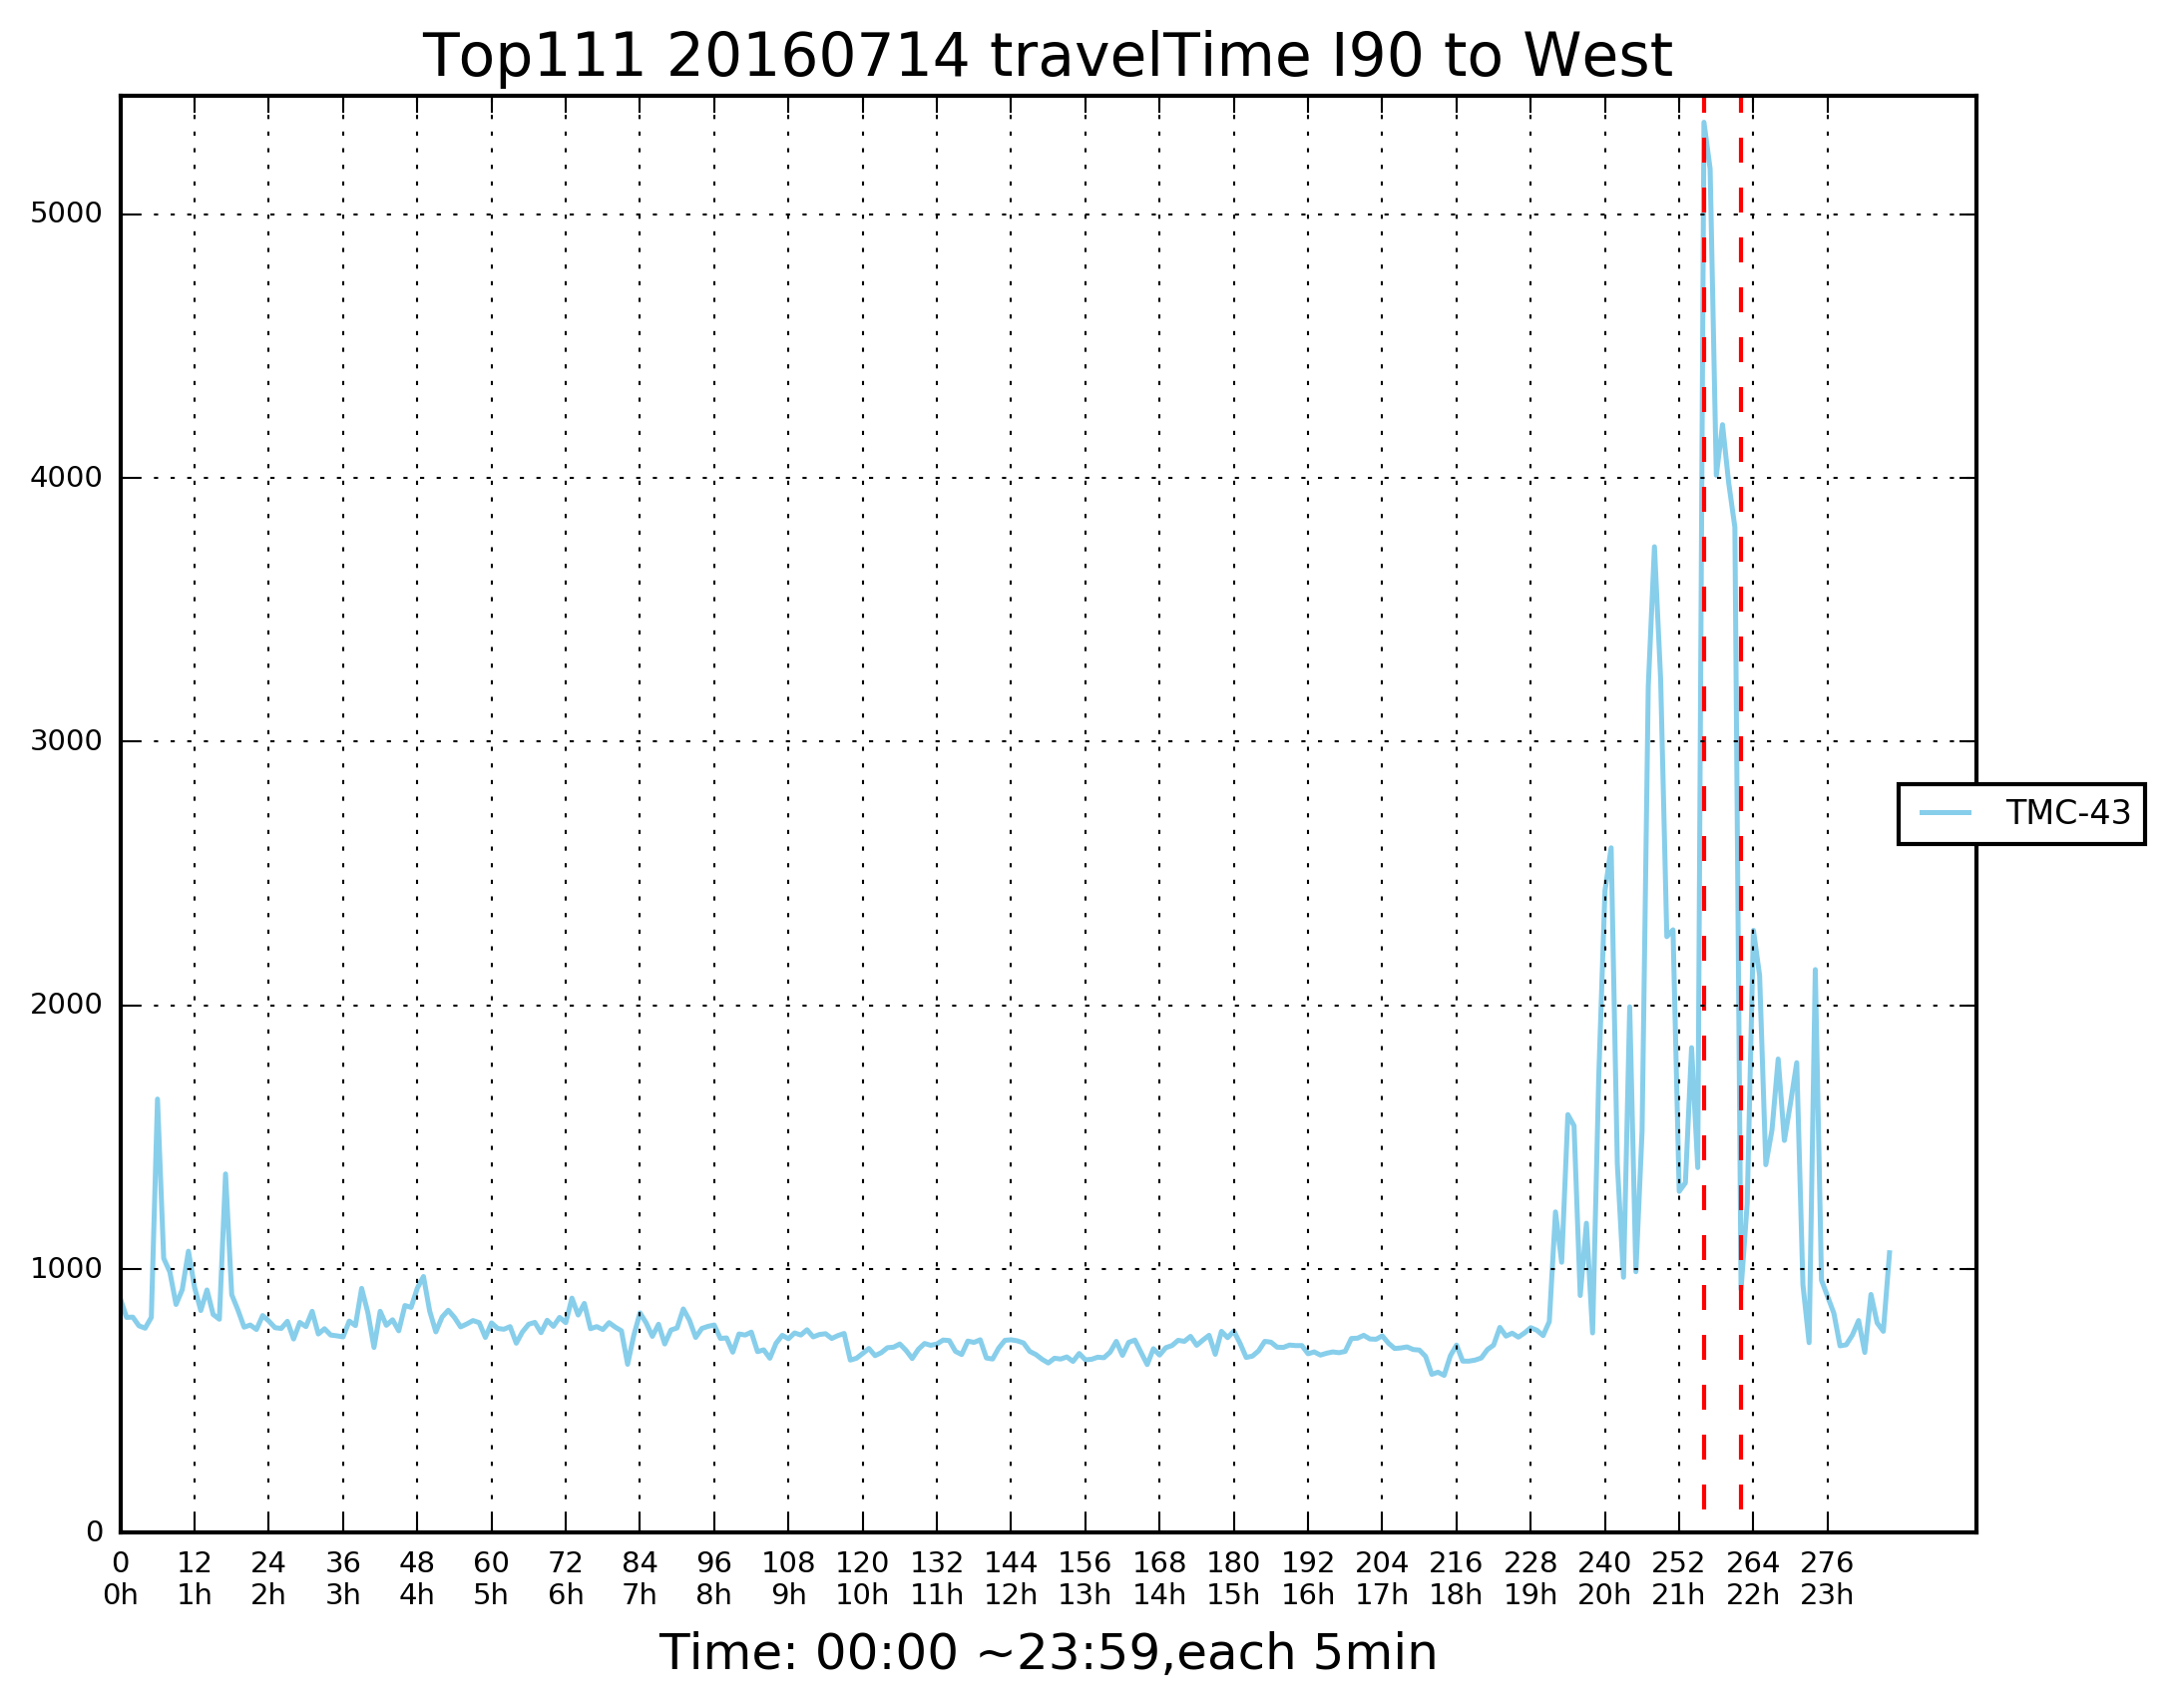 Top111 20160714 travelTime I90 to West
5000
4000
3000
2000
1000
0
TMC-43
0 12 24 36 48 60 72 84 96 108 120 132 144 156 168 180 192 204 216 228 240 252 264 276
0h 1h 2h 3h 4h 5h 6h 7h 8h 9h 10h 11h 12h 13h 14h 15h 16h 17h 18h 19h 20h 21h 22h 23h
Time: 00:00 ~23:59,each 5min